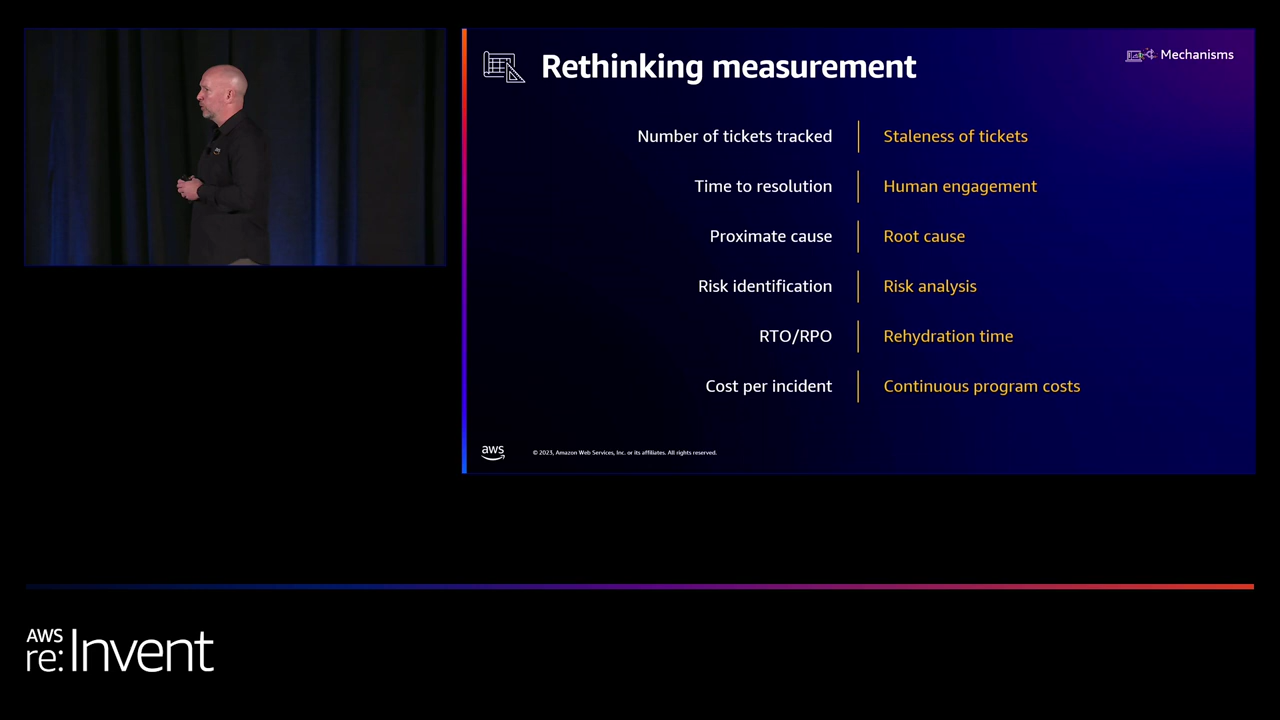 Rethinking measurement
Mechanisms
Number of tickets tracked | Staleness of tickets
Time to resolution | Human engagement
Proximate cause | Root cause
Risk identification | Risk analysis
RTO/RPO | Rehydration time
Cost per incident | Continuous program costs
aws
© 2023, Amazon Web Services, Inc. or its affiliates. All rights reserved.
AWS
re:Invent